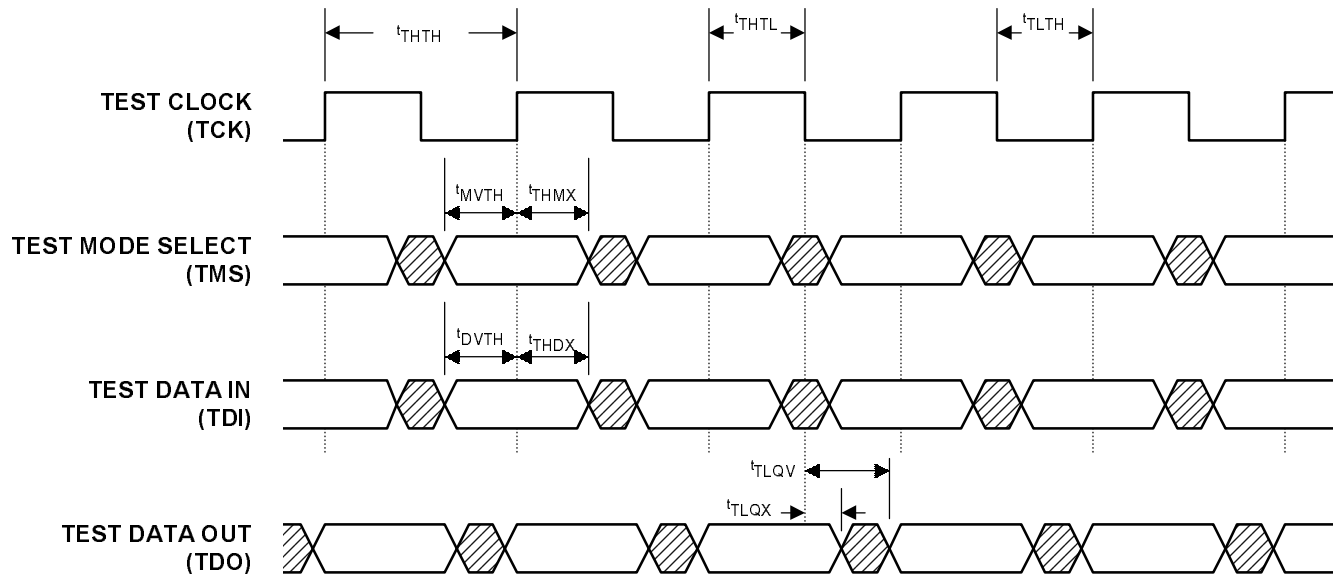 tTHTH
tTHTL
tTLTH
TEST CLOCK
(TCK)
tMVTH
tTHMX
TEST MODE SELECT
(TMS)
tDVTH
tTHDX
TEST DATA IN
(TDI)
tTLQV
tTLQX
TEST DATA OUT
(TDO)